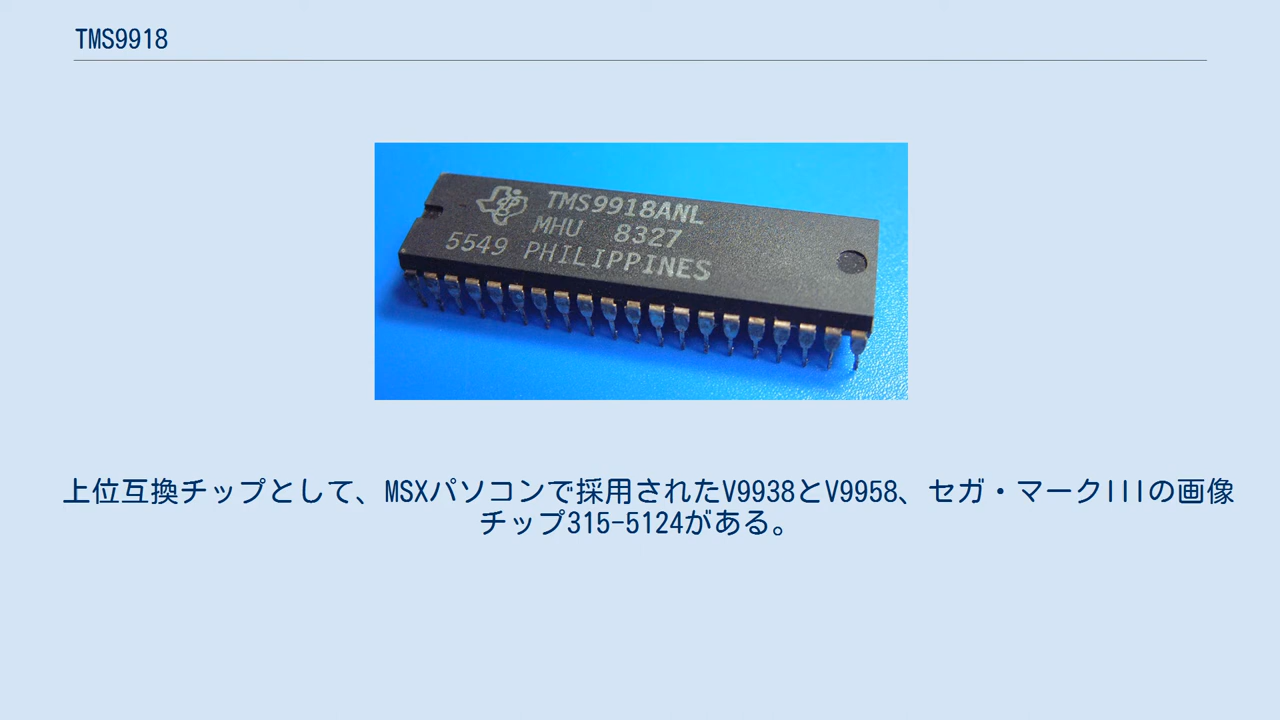 TMS9918
TMS9918ANL
MHU 8327
5549 PHILIPPINES
上位互換チップとして、MSXパソコンで採用されたV9938とV9958、セガ・マークIIIの画像
チップ315-5124がある。